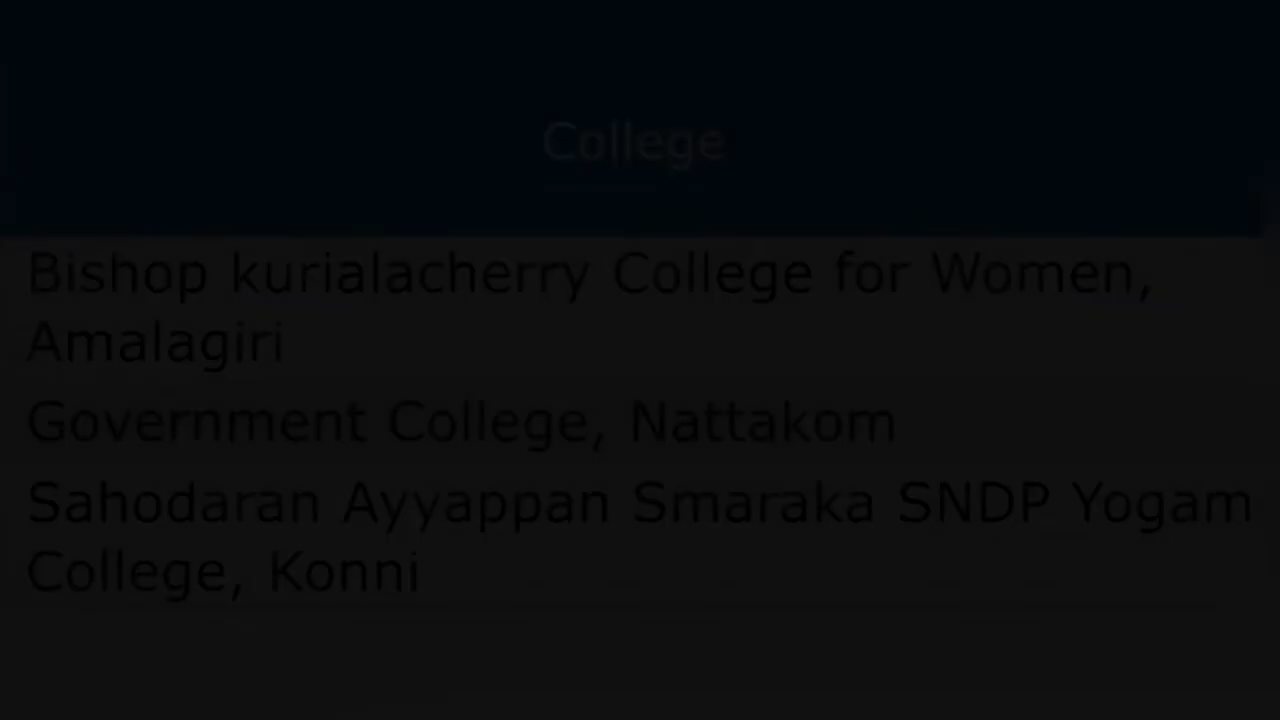 College
Bishop kurialacherry College for Women,
Amalagiri
Government College, Nattakom
Sahodaran Ayyappan Smaraka SNDP Yogam
College, Konni